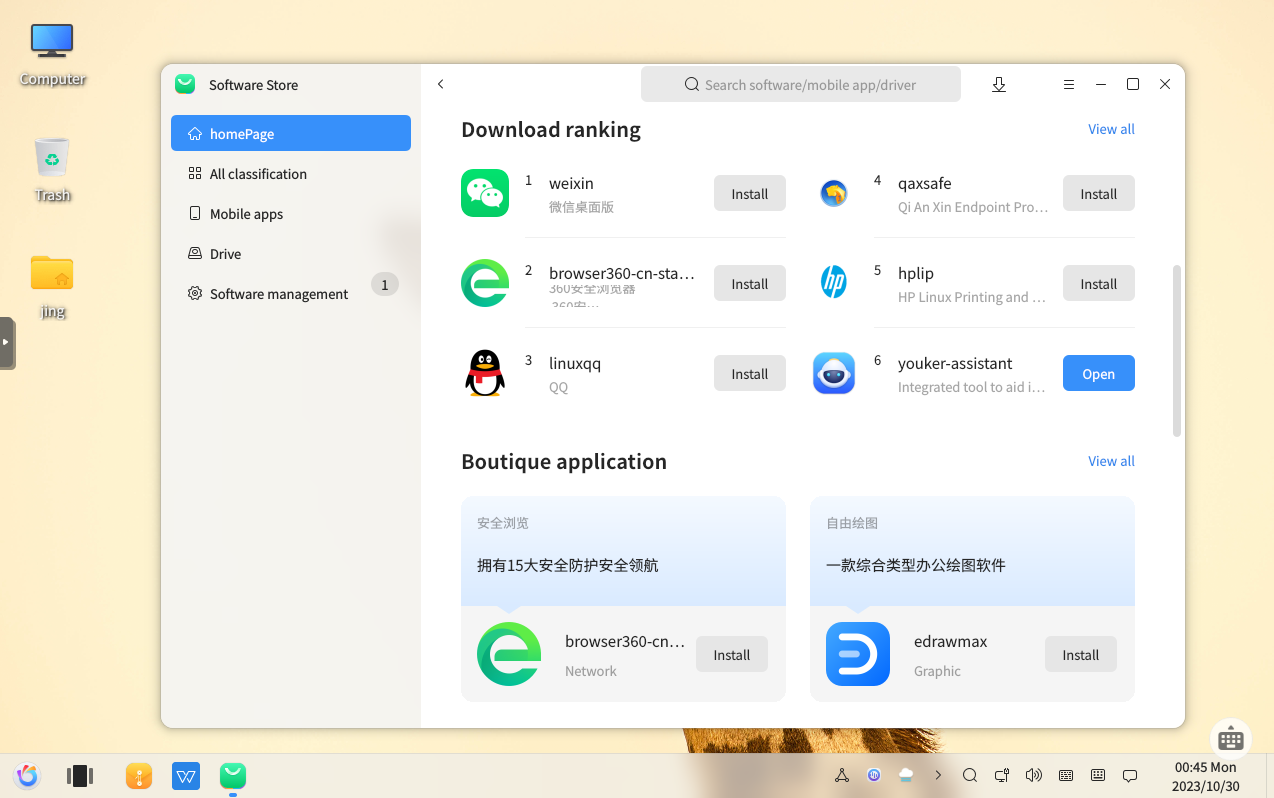 Computer
Trash
jing
Software Store
Search software/mobile app/driver
homePage
All classification
Mobile apps
Drive
Software management
1
Download ranking
View all
1
weixin
微信桌面版
Install
4
qaxsafe
Qi An Xin Endpoint Pro…
Install
2
browser360-cn-sta…
360安全浏览器
360安…
Install
5
hplip
HP Linux Printing and …
Install
3
linuxqq
QQ
Install
6
youker-assistant
Integrated tool to aid i…
Open
Boutique application
View all
安全浏览
拥有15大安全防护安全领航
browser360-cn…
Network
Install
自由绘图
一款综合类型办公绘图软件
edrawmax
Graphic
Install
00:45 Mon
2023/10/30